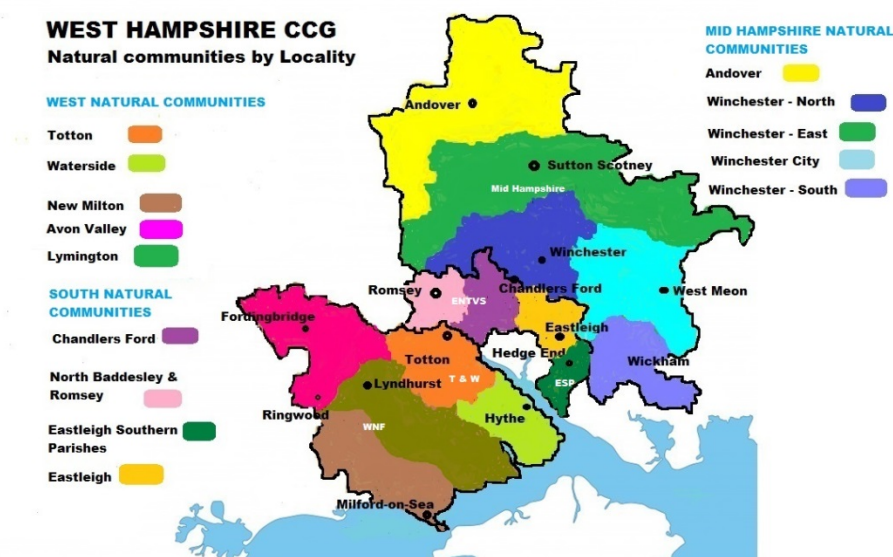 WEST HAMPSHIRE CCG
Natural communities by Locality
WEST NATURAL COMMUNITIES
Totton
Waterside
New Milton
Avon Valley
Lymington
SOUTH NATURAL
COMMUNITIES
Chandlers Ford
North Baddesley &
Romsey
Eastleigh Southern
Parishes
Eastleigh
MID HAMPSHIRE NATURAL
COMMUNITIES
Andover
Winchester - North
Winchester - East
Winchester City
Winchester - South
Andover
Sutton Scotney
Mid Hampshire
Winchester
Romsey
Chandlers Ford
West Meon
ENTVS
Fordingbridge
Eastleigh
Totton
Hedge End
Wickham
T & W
ESP
Lyndhurst
Ringwood
Hythe
WNF
Milford-on-Sea